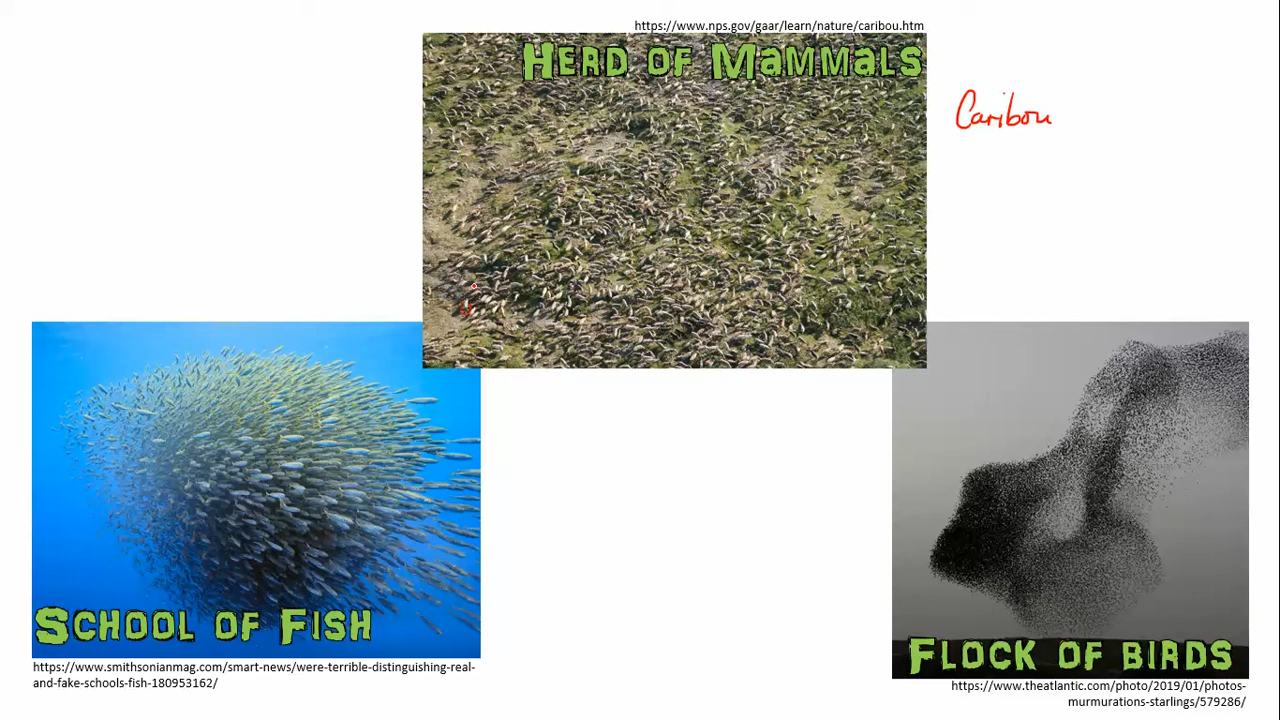 https://www.nps.gov/gaar/learn/nature/caribou.htm
Herd of Mammals
Caribou
School of Fish
https://www.smithsonianmag.com/smart-news/were-terrible-distinguishing-real-
and-fake-schools-fish-180953162/
Flock of birds
https://www.theatlantic.com/photo/2019/01/photos-
murmurations-starlings/579286/